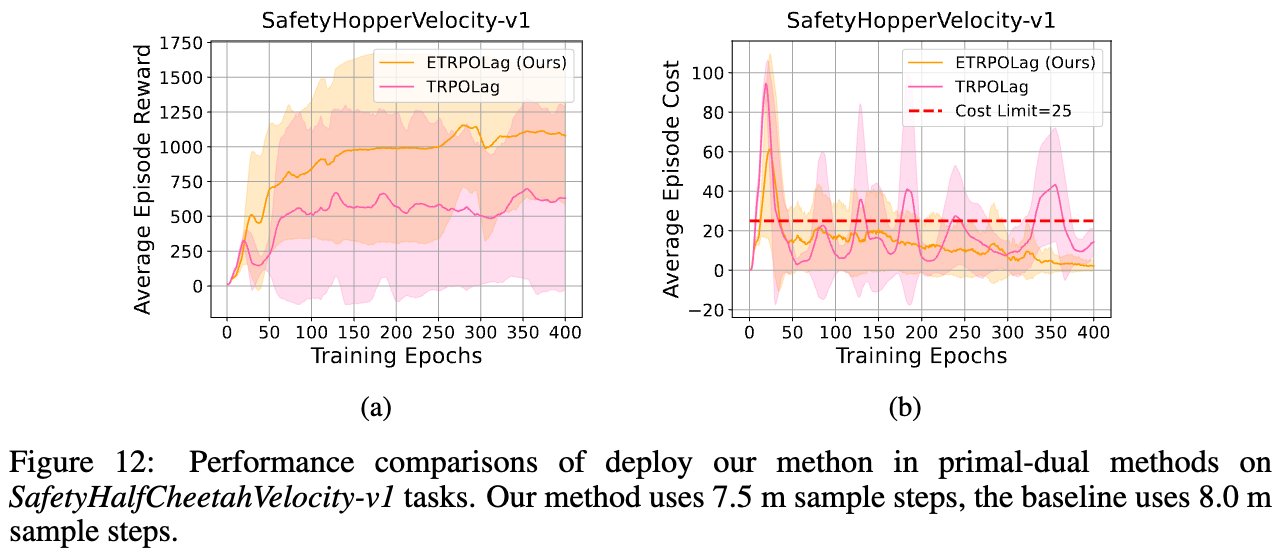 SafetyHopperVelocity-v1
1750
1500
1250
1000
750
500
250
0
Average Episode Reward
ETRPOLag (Ours)
TRPOLag
0 50 100 150 200 250 300 350 400
Training Epochs
(a)
SafetyHopperVelocity-v1
100
80
60
40
20
0
−20
Average Episode Cost
ETRPOLag (Ours)
TRPOLag
Cost Limit=25
0 50 100 150 200 250 300 350 400
Training Epochs
(b)
Figure 12: Performance comparisons of deploy our methon in primal-dual methods on
SafetyHalfCheetahVelocity-v1 tasks. Our method uses 7.5 m sample steps, the baseline uses 8.0 m
sample steps.